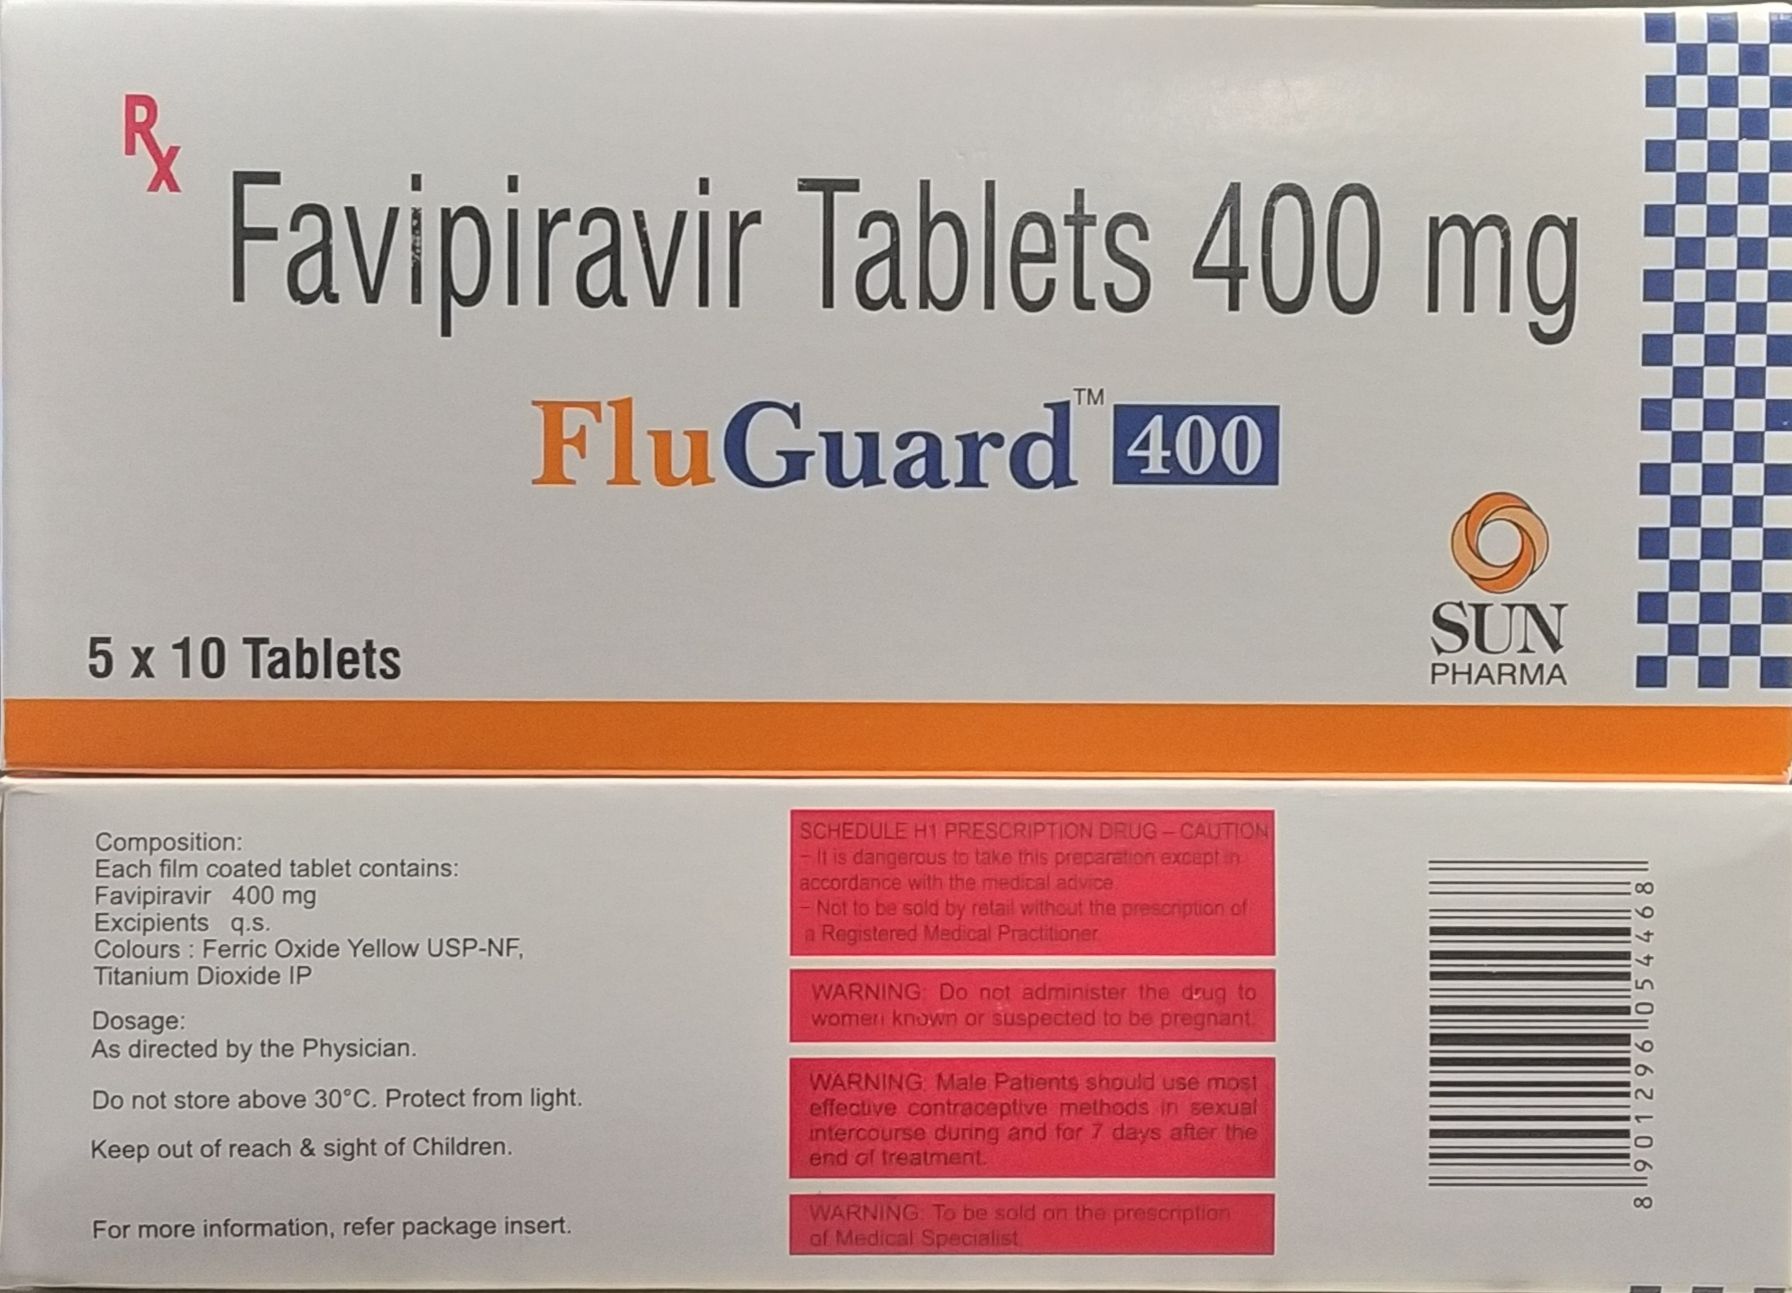 Rx
Favipiravir Tablets 400 mg
FluGuard™ 400
5 x 10 Tablets
SUN
PHARMA
Composition:
Each film coated tablet contains:
Favipiravir 400 mg
Excipients q.s.
Colours : Ferric Oxide Yellow USP-NF,
Titanium Dioxide IP
Dosage:
As directed by the Physician.
Do not store above 30°C. Protect from light.
Keep out of reach & sight of Children.
For more information, refer package insert.
SCHEDULE H1 PRESCRIPTION DRUG – CAUTION
– It is dangerous to take this preparation except in
accordance with the medical advice.
– Not to be sold by retail without the prescription of
a Registered Medical Practitioner.
WARNING: Do not administer the drug to
women known or suspected to be pregnant.
WARNING: Male Patients should use most
effective contraceptive methods in sexual
intercourse during and for 7 days after the
end of treatment.
WARNING: To be sold on the prescription
of Medical Specialist.
8 901296 054468